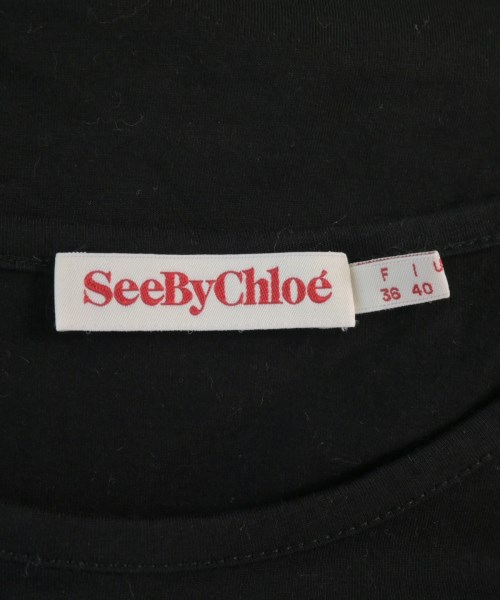 SeeByChloé
F I U
36 40